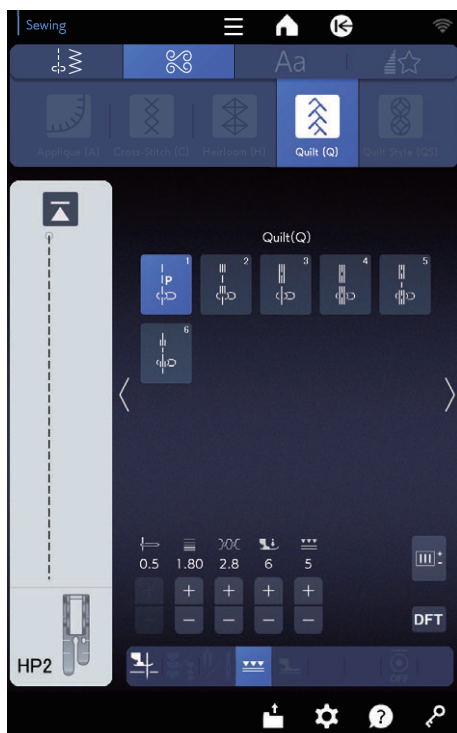 Sewing
Aa
Applique (A) Cross-Stitch (C) Heirloom (H) Quilt (Q) Quilt Style (QS)
Quilt(Q)
1 2 3 4 5
P
6
0.5 1.80 2.8 6 5
+ + + +
− − − −
DFT
HP2
OFF